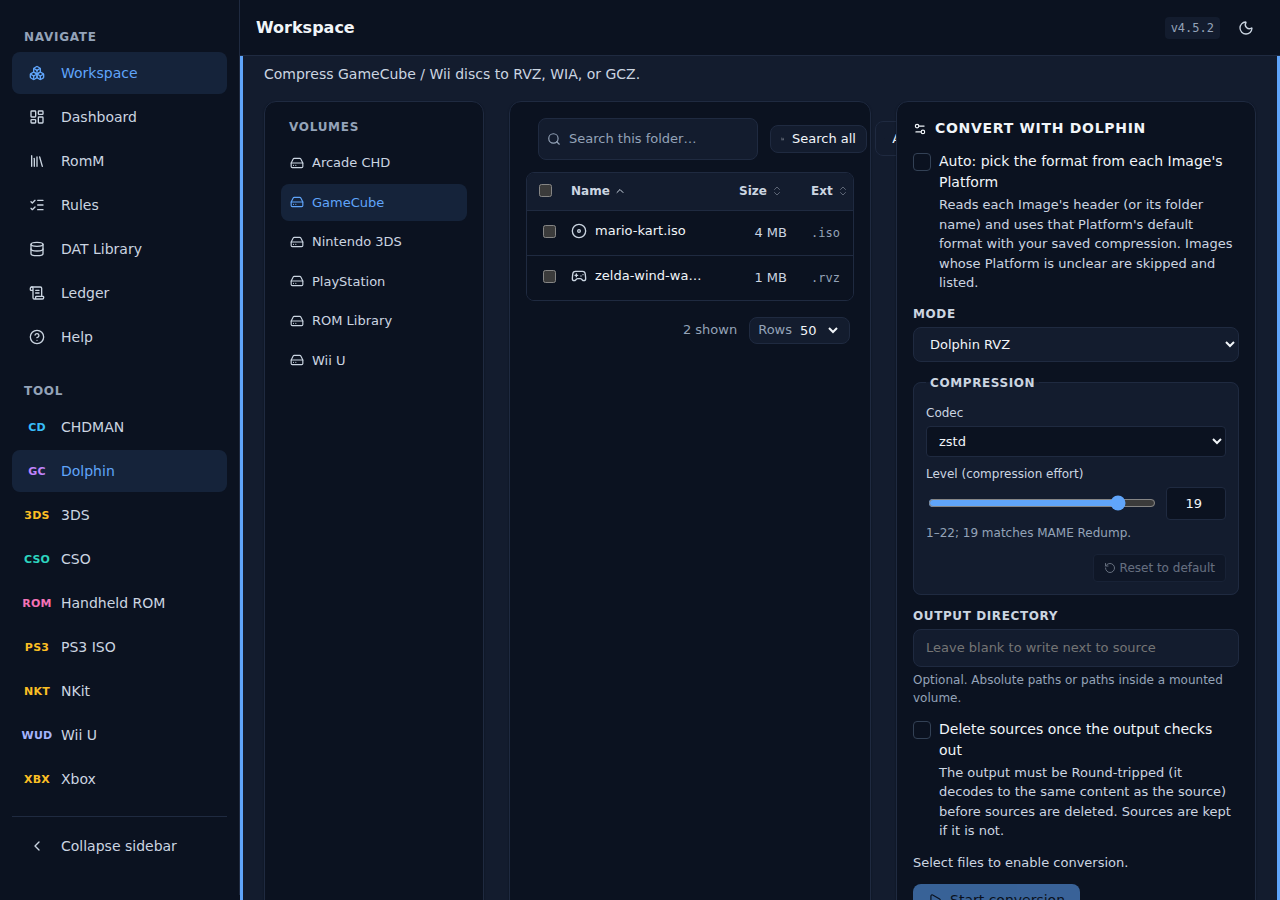 NAVIGATE
Workspace
Dashboard
RomM
Rules
DAT Library
Ledger
Help
TOOL
CD CHDMAN
GC Dolphin
3DS 3DS
CSO CSO
ROM Handheld ROM
PS3 PS3 ISO
NKT NKit
WUD Wii U
XBX Xbox
Collapse sidebar
Workspace
v4.5.2
Compress GameCube / Wii discs to RVZ, WIA, or GCZ.
VOLUMES
Arcade CHD
GameCube
Nintendo 3DS
PlayStation
ROM Library
Wii U
Search this folder…
Search all
Name Size Ext
mario-kart.iso 4 MB .iso
zelda-wind-wa… 1 MB .rvz
2 shown Rows 50
CONVERT WITH DOLPHIN
Auto: pick the format from each Image's
Platform
Reads each Image's header (or its folder
name) and uses that Platform's default
format with your saved compression. Images
whose Platform is unclear are skipped and
listed.
MODE
Dolphin RVZ
COMPRESSION
Codec
zstd
Level (compression effort)
19
1–22; 19 matches MAME Redump.
Reset to default
OUTPUT DIRECTORY
Leave blank to write next to source
Optional. Absolute paths or paths inside a mounted
volume.
Delete sources once the output checks
out
The output must be Round-tripped (it
decodes to the same content as the source)
before sources are deleted. Sources are kept
if it is not.
Select files to enable conversion.
Start conversion